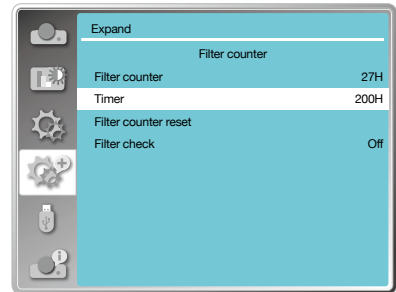 Expand
Filter counter
Filter counter 27H
Timer 200H
Filter counter reset
Filter check Off